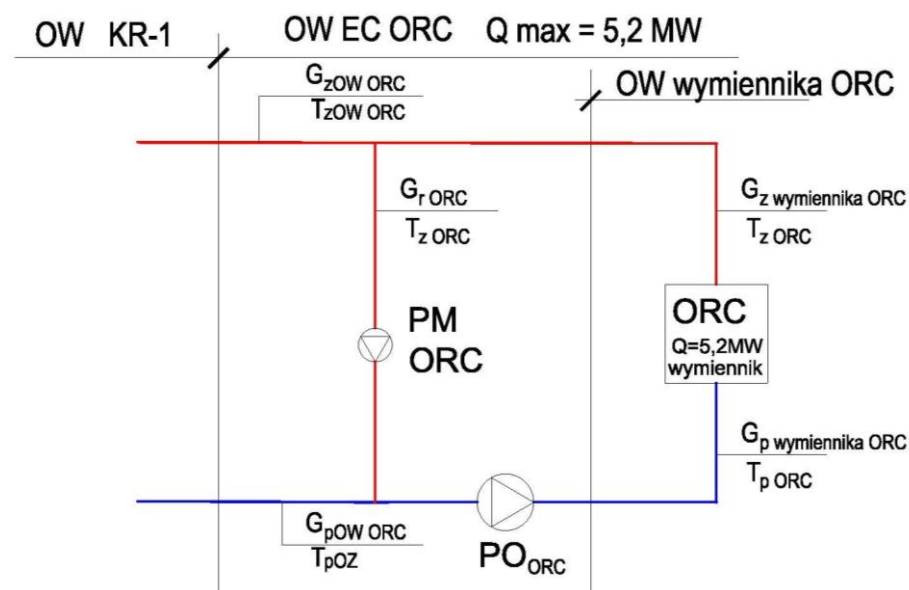 OW KR-1
OW EC ORC Q max = 5,2 MW
OW wymiennika ORC
GzOW ORC
TzOW ORC
Gr ORC
Tz ORC
Gz wymiennika ORC
Tz ORC
PM
ORC
ORC
Q=5,2MW
wymiennik
Gp wymiennika ORC
Tp ORC
GpOW ORC
TpOZ
POORC